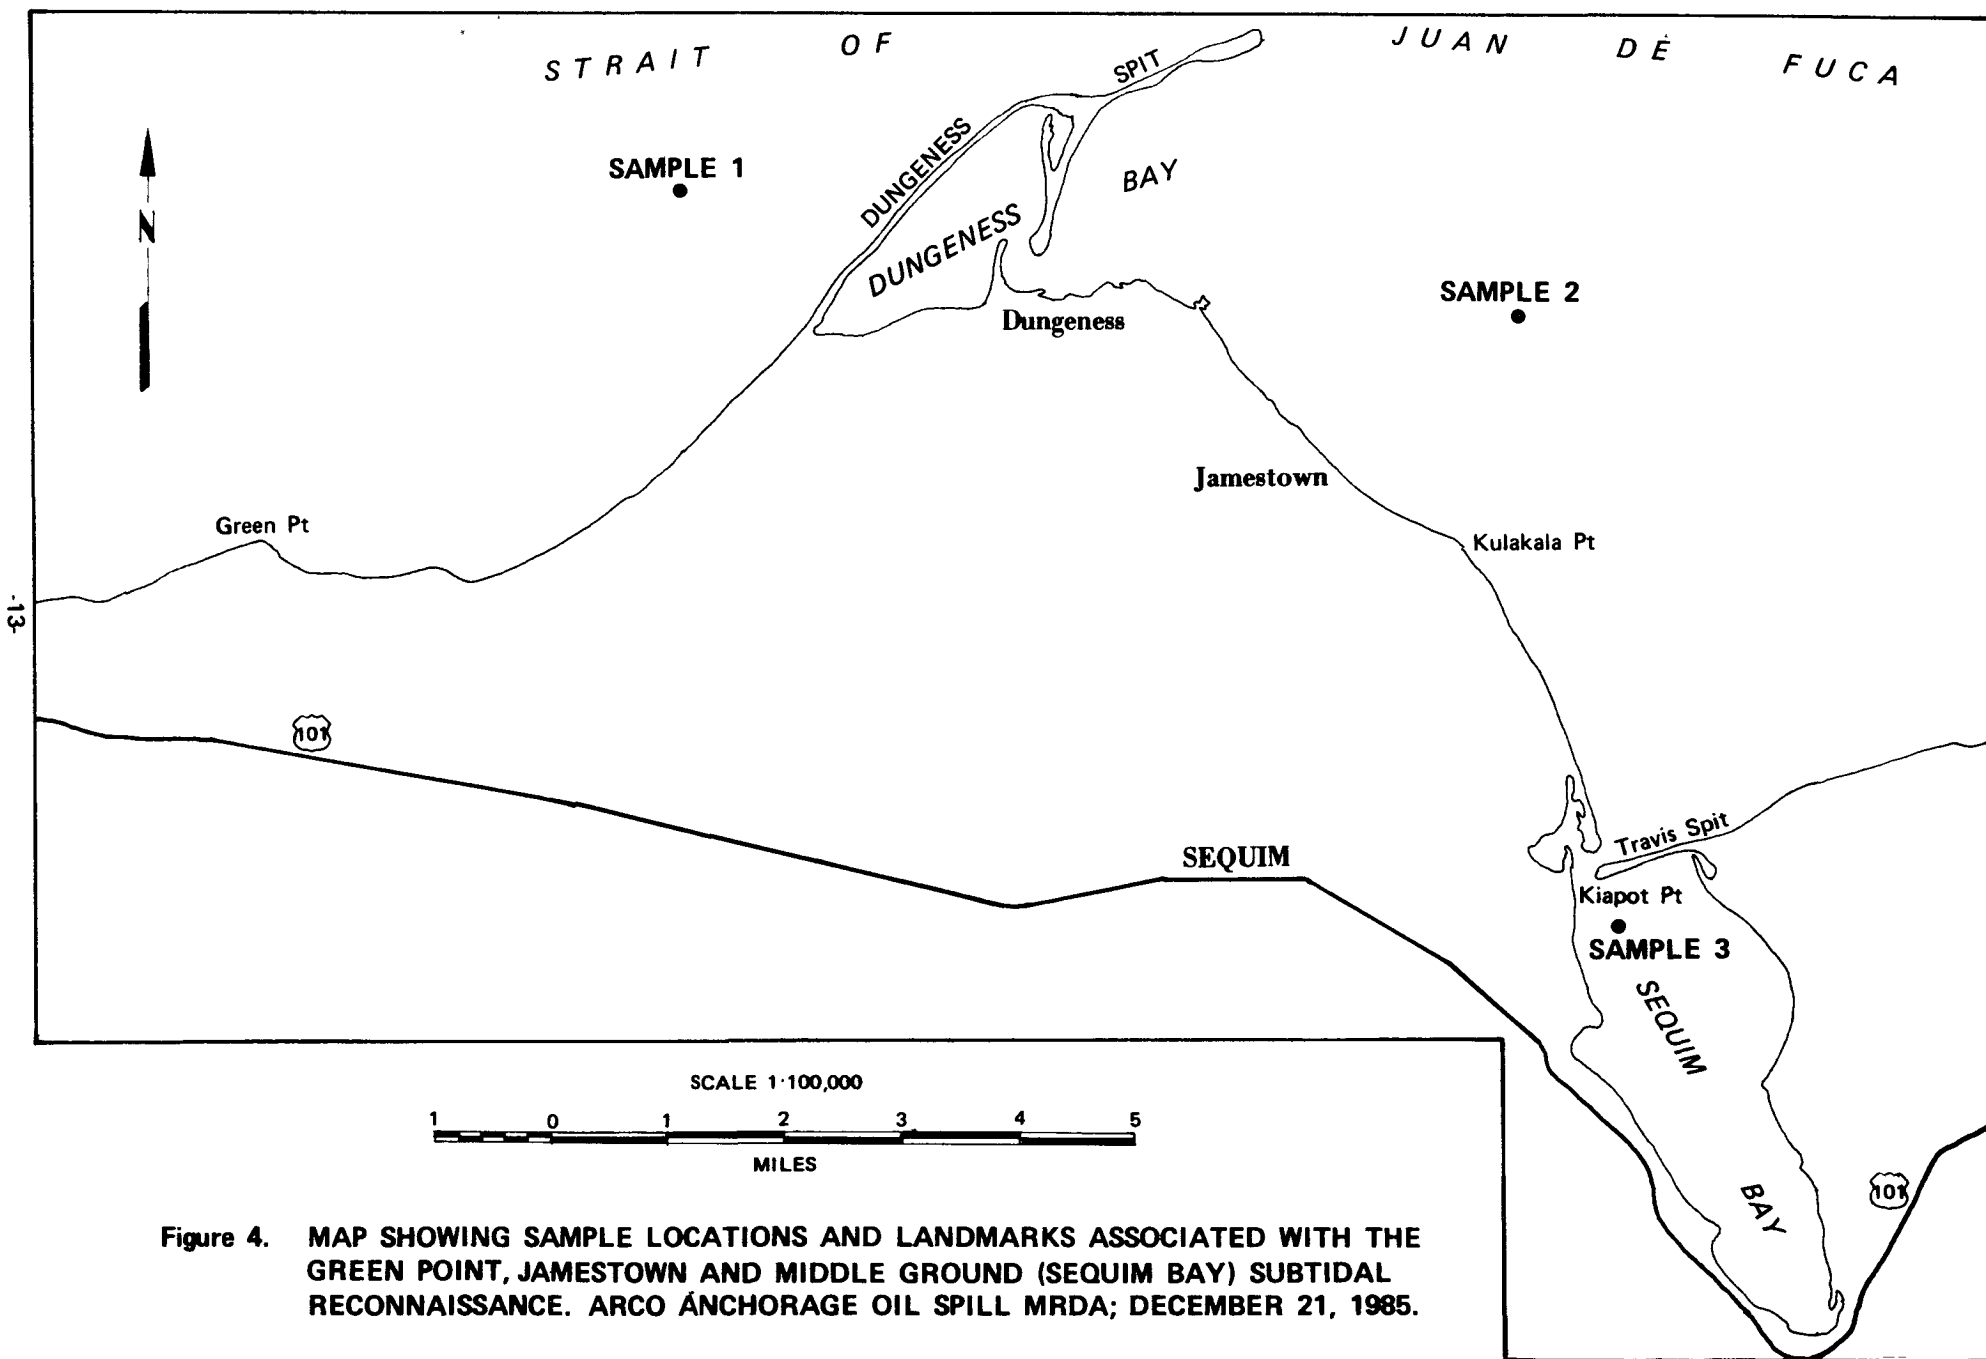 STRAIT OF JUAN DE FUCA
SPIT
DUNGENESS
SAMPLE 1
BAY
DUNGENESS
N
SAMPLE 2
Dungeness
Jamestown
Green Pt
Kulakala Pt
-13-
101
Travis Spit
SEQUIM
Kiapot Pt
SAMPLE 3
SEQUIM
BAY
101
SCALE 1:100,000
1 0 1 2 3 4 5
MILES
Figure 4. MAP SHOWING SAMPLE LOCATIONS AND LANDMARKS ASSOCIATED WITH THE
GREEN POINT, JAMESTOWN AND MIDDLE GROUND (SEQUIM BAY) SUBTIDAL
RECONNAISSANCE. ARCO ANCHORAGE OIL SPILL MRDA; DECEMBER 21, 1985.